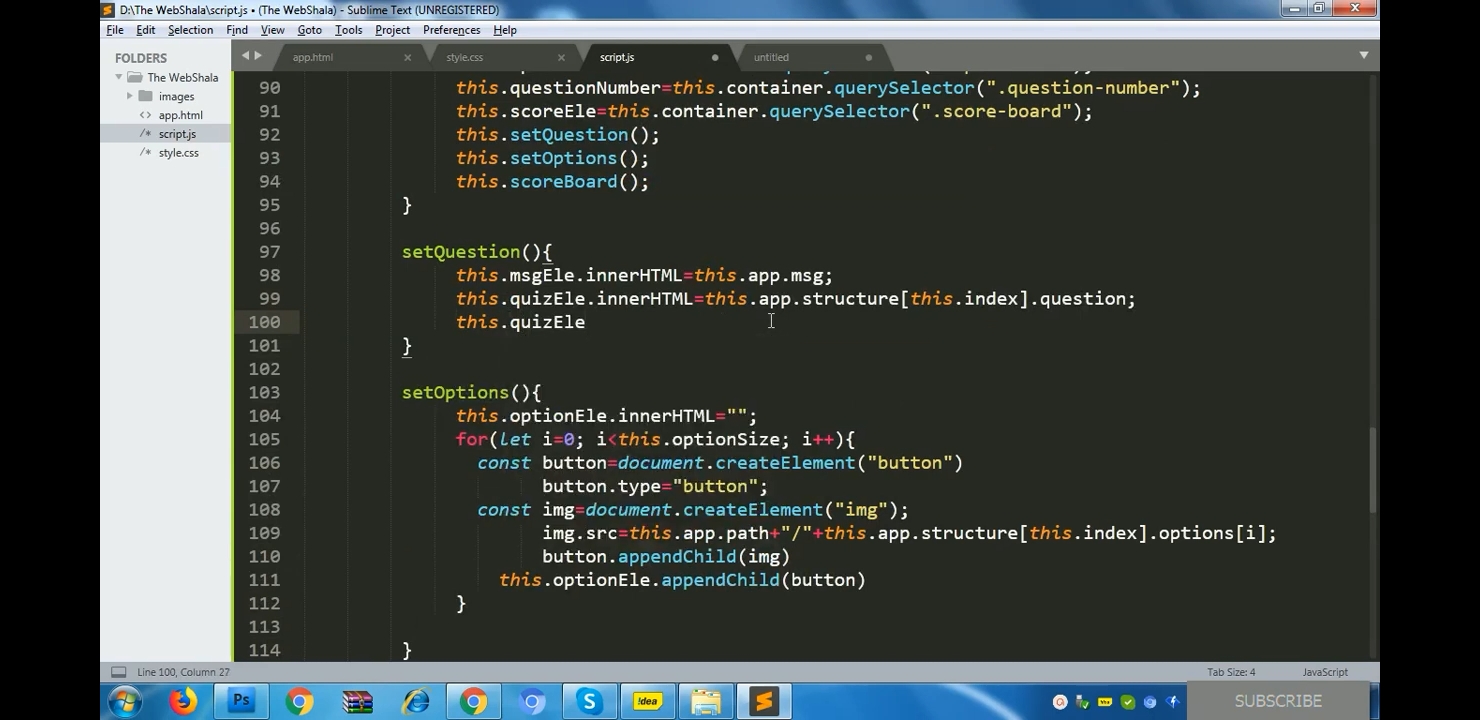 D:\The WebShala\script.js • (The WebShala) - Sublime Text (UNREGISTERED)
File Edit Selection Find View Goto Tools Project Preferences Help
FOLDERS
The WebShala
images
app.html
script.js
style.css
app.html style.css script.js untitled
90 this.questionNumber=this.container.querySelector(".question-number");
91 this.scoreEle=this.container.querySelector(".score-board");
92 this.setQuestion();
93 this.setOptions();
94 this.scoreBoard();
95 }
96
97 setQuestion(){
98 this.msgEle.innerHTML=this.app.msg;
99 this.quizEle.innerHTML=this.app.structure[this.index].question;
100 this.quizEle
101 }
102
103 setOptions(){
104 this.optionEle.innerHTML="";
105 for(let i=0; i<this.optionSize; i++){
106 const button=document.createElement("button")
107 button.type="button";
108 const img=document.createElement("img");
109 img.src=this.app.path+"/"+this.app.structure[this.index].options[i];
110 button.appendChild(img)
111 this.optionEle.appendChild(button)
112 }
113
114 }
Line 100, Column 27 Tab Size: 4 JavaScript
Ps !dea SUBSCRIBE